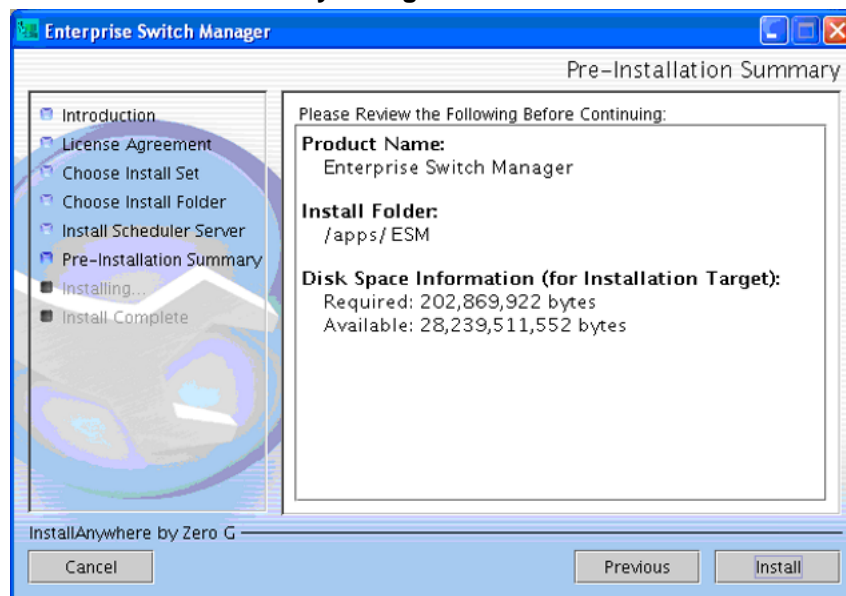 Enterprise Switch Manager
Pre-Installation Summary
Introduction
License Agreement
Choose Install Set
Choose Install Folder
Install Scheduler Server
Pre-Installation Summary
Installing...
Install Complete
Please Review the Following Before Continuing:
Product Name:
Enterprise Switch Manager
Install Folder:
/apps/ESM
Disk Space Information (for Installation Target):
Required: 202,869,922 bytes
Available: 28,239,511,552 bytes
InstallAnywhere by Zero G
Cancel
Previous
Install